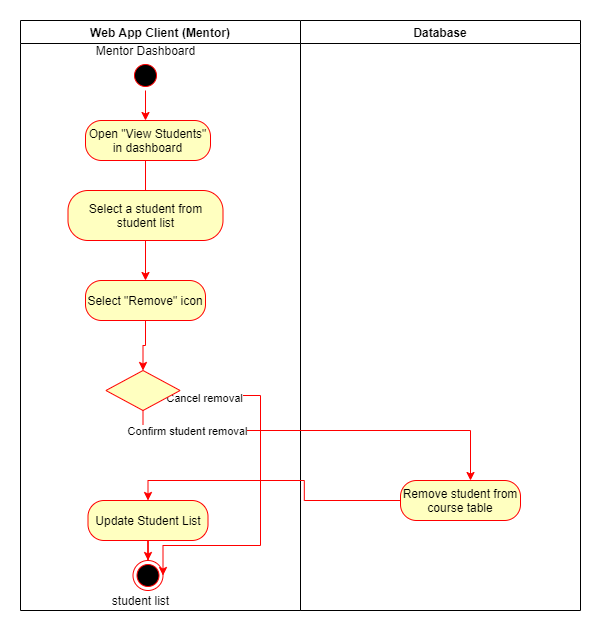 Web App Client (Mentor)
Database
Mentor Dashboard
Open "View Students"
in dashboard
Select a student from
student list
Select "Remove" icon
Cancel removal
Confirm student removal
Remove student from
course table
Update Student List
student list